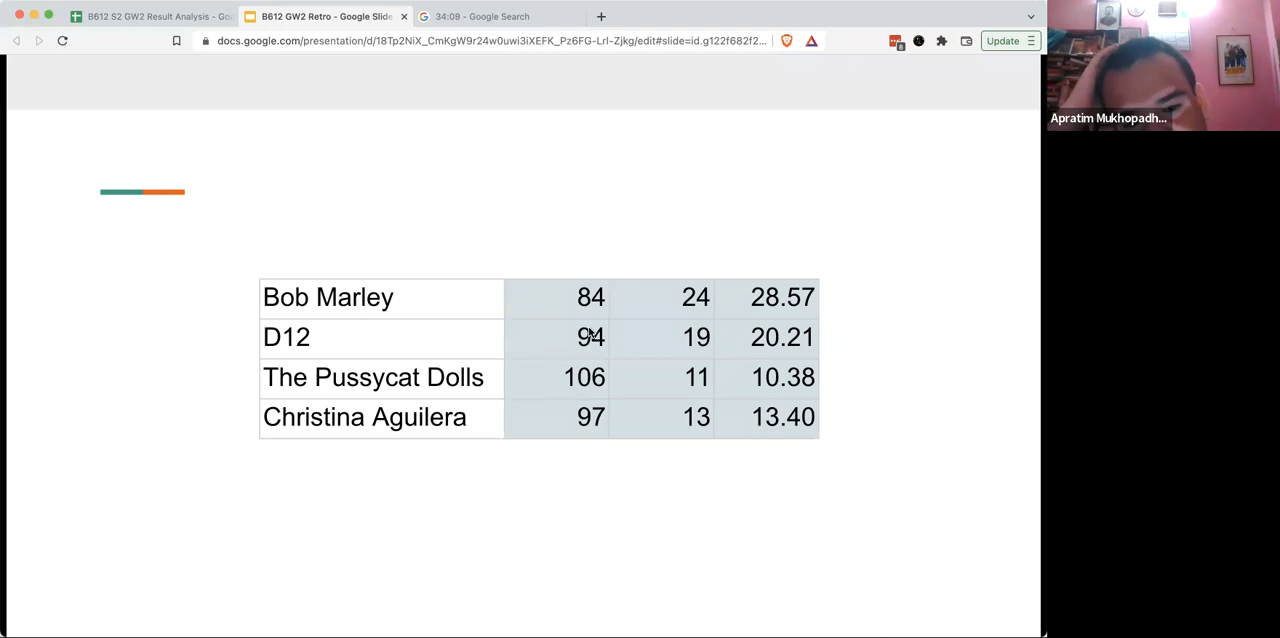 B612 S2 GW2 Result Analysis - Goo
B612 GW2 Retro - Google Slide
34:08 - Google Search
docs.google.com/presentation/d/18Tp2NiX_CmKgW9r24w0uwi3iXEFK_Pz6FG-Lrl-Zjkg/edit#slide=id.g122f682f2...
8
Update
Apratim Mukhopadh...
Bob Marley 84 24 28.57
D12 94 19 20.21
The Pussycat Dolls 106 11 10.38
Christina Aguilera 97 13 13.40